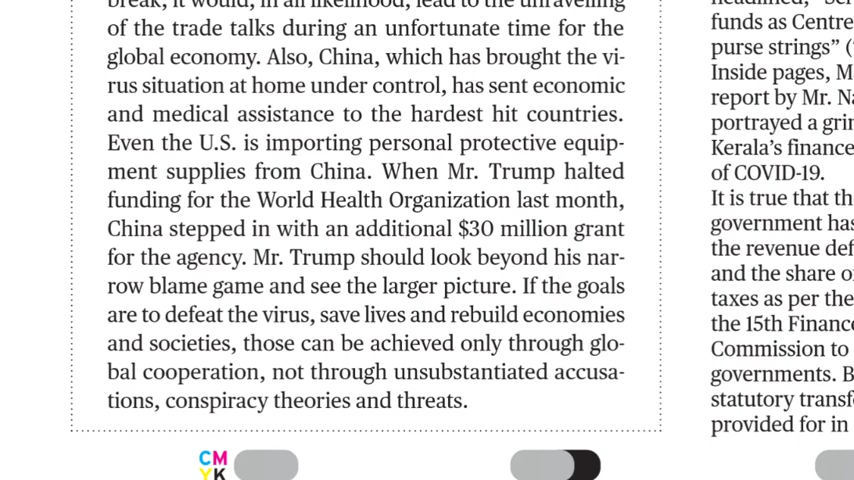 break, it would, in all likelihood, lead to the unravelling
of the trade talks during an unfortunate time for the
global economy. Also, China, which has brought the vi-
rus situation at home under control, has sent economic
and medical assistance to the hardest hit countries.
Even the U.S. is importing personal protective equip-
ment supplies from China. When Mr. Trump halted
funding for the World Health Organization last month,
China stepped in with an additional $30 million grant
for the agency. Mr. Trump should look beyond his nar-
row blame game and see the larger picture. If the goals
are to defeat the virus, save lives and rebuild economies
and societies, those can be achieved only through glo-
bal cooperation, not through unsubstantiated accusa-
tions, conspiracy theories and threats.
funds as Centre
purse strings” (
Inside pages, M
report by Mr. Na
portrayed a grin
Kerala’s finance
of COVID-19.
It is true that th
government has
the revenue def
and the share o
taxes as per the
the 15th Finance
Commission to
governments. B
statutory transf
provided for in
CM
YK